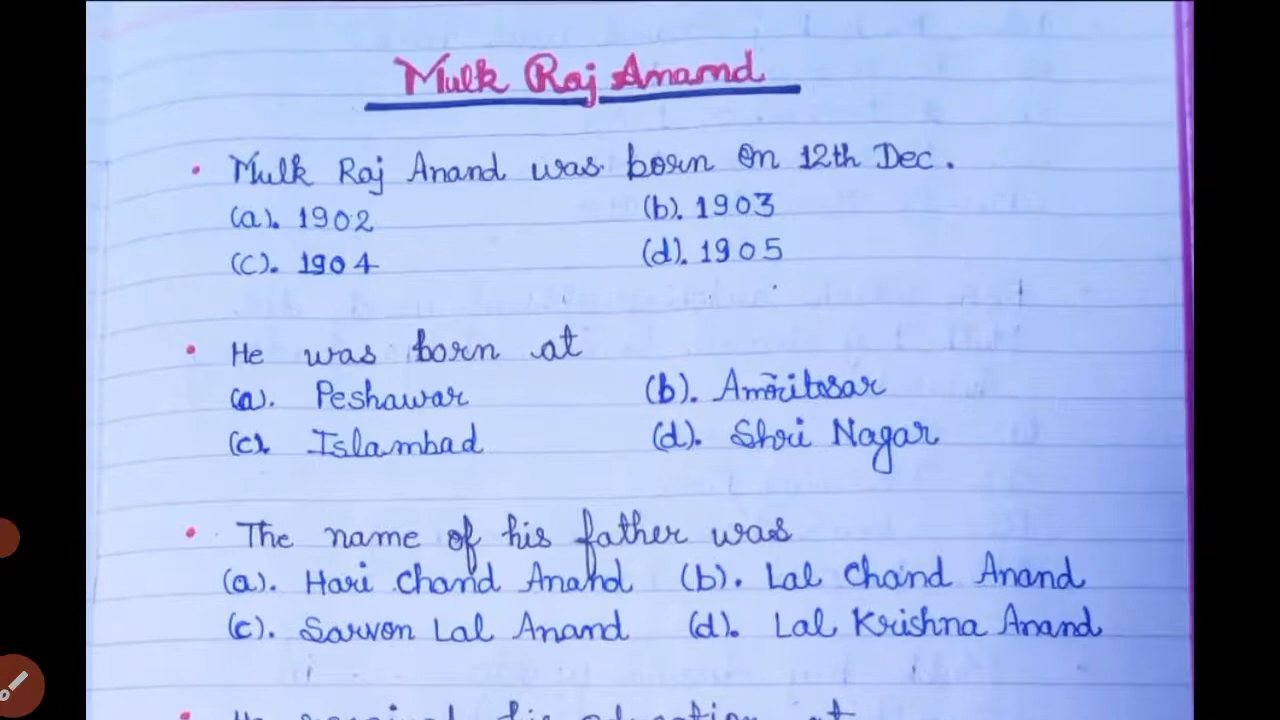 Mulk Raj Anand
• Mulk Raj Anand was born on 12th Dec.
(a). 1902 (b). 1903
(c). 1904 (d). 1905
• He was born at
(a). Peshawar (b). Amritsar
(c). Islambad (d). Shri Nagar
• The name of his father was
(a). Hari Chand Anand (b). Lal Chand Anand
(c). Sarvon Lal Anand (d). Lal Krishna Anand